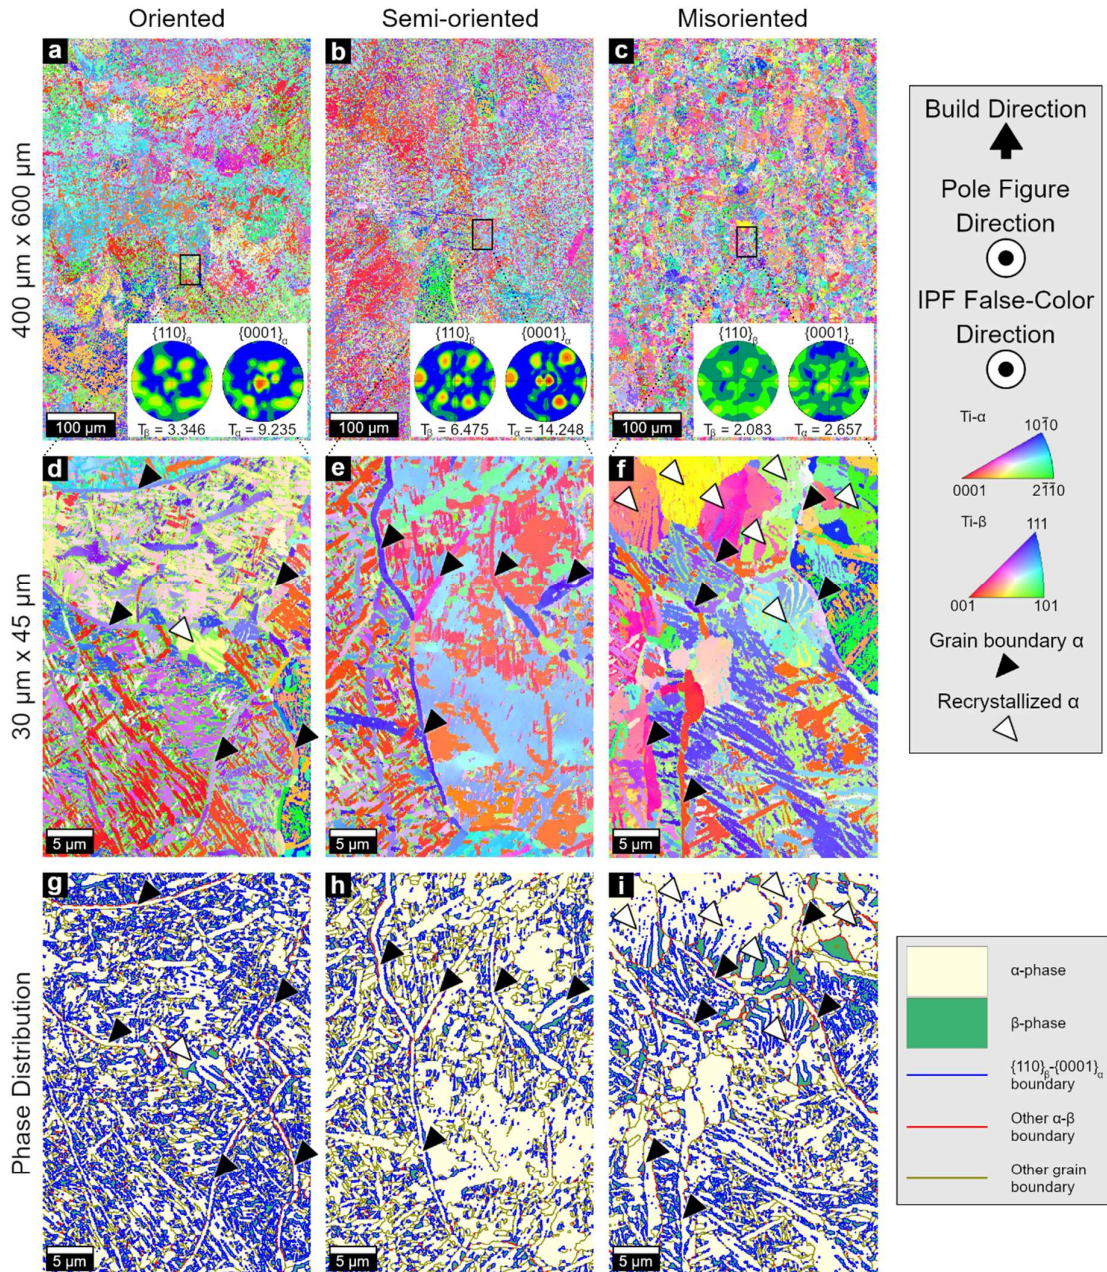 Oriented
Semi-oriented
Misoriented
400 µm x 600 µm
a
b
c
{110}β
{0001}α
Tβ = 3.346
Tα = 9.235
100 µm
{110}β
{0001}α
Tβ = 6.475
Tα = 14.248
100 µm
{110}β
{0001}α
Tβ = 2.083
Tα = 2.657
100 µm
30 µm x 45 µm
d
e
f
5 µm
5 µm
5 µm
Phase Distribution
g
h
i
5 µm
5 µm
5 µm
Build Direction
Pole Figure
Direction
IPF False-Color
Direction
Ti-α
101̅0
0001
21̅1̅0
Ti-β
111
001
101
Grain boundary α
Recrystallized α
α-phase
β-phase
{110}β-{0001}α
boundary
Other α-β
boundary
Other grain
boundary